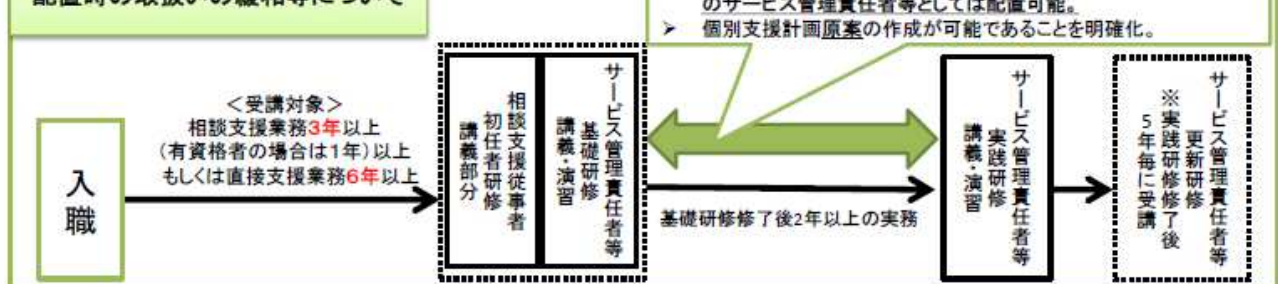 配置時の取扱いの緩和等について
のサービス管理責任者等としては配置可能。
➤ 個別支援計画原案の作成が可能であることを明確化。
入職
<受講対象>
相談支援業務3年以上
(有資格者の場合は1年)以上
もしくは直接支援業務6年以上
相談支援従事者
初任者研修
講義部分
サービス管理責任者等
基礎研修
講義・演習
基礎研修修了後2年以上の実務
サービス管理責任者等
実践研修
講義・演習
サービス管理責任者等
更新研修
※実践研修修了後
5年毎に受講